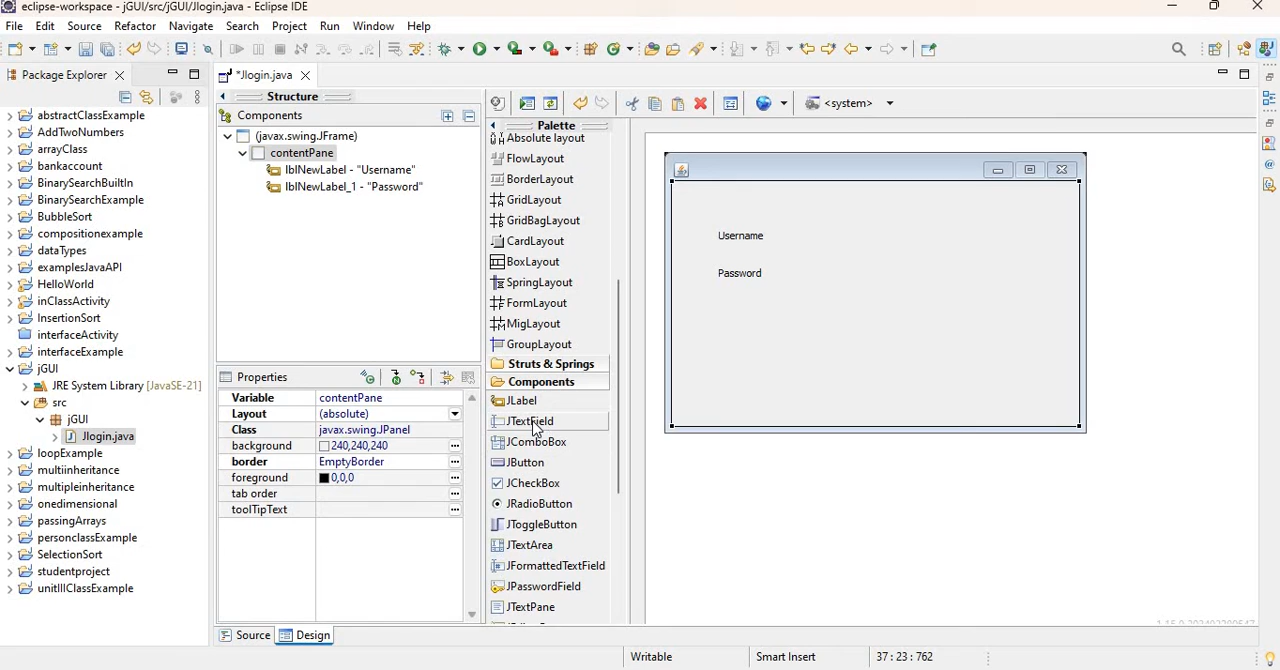 eclipse-workspace - jGUI/src/jGUI/Jlogin.java - Eclipse IDE
File Edit Source Refactor Navigate Search Project Run Window Help
Package Explorer
abstractClassExample
AddTwoNumbers
arrayClass
bankaccount
BinarySearchBuiltIn
BinarySearchExample
BubbleSort
compositionexample
dataTypes
examplesJavaAPI
HelloWorld
inClassActivity
InsertionSort
interfaceActivity
interfaceExample
jGUI
JRE System Library [JavaSE-21]
src
jGUI
Jlogin.java
loopExample
multiinheritance
multipleinheritance
onedimensional
passingArrays
personclassExample
SelectionSort
studentproject
unitIIIClassExample
*Jlogin.java
Structure
Components
(javax.swing.JFrame)
contentPane
lblNewLabel - "Username"
lblNewLabel_1 - "Password"
Properties
Variable contentPane
Layout (absolute)
Class javax.swing.JPanel
background 240,240,240
border EmptyBorder
foreground 0,0,0
tab order
toolTipText
Source Design
<system>
Palette
Absolute layout
FlowLayout
BorderLayout
GridLayout
GridBagLayout
CardLayout
BoxLayout
SpringLayout
FormLayout
MigLayout
GroupLayout
Struts & Springs
Components
JLabel
JTextField
JComboBox
JButton
JCheckBox
JRadioButton
JToggleButton
JTextArea
JFormattedTextField
JPasswordField
JTextPane
Username
Password
Writable Smart Insert 37 : 23 : 762